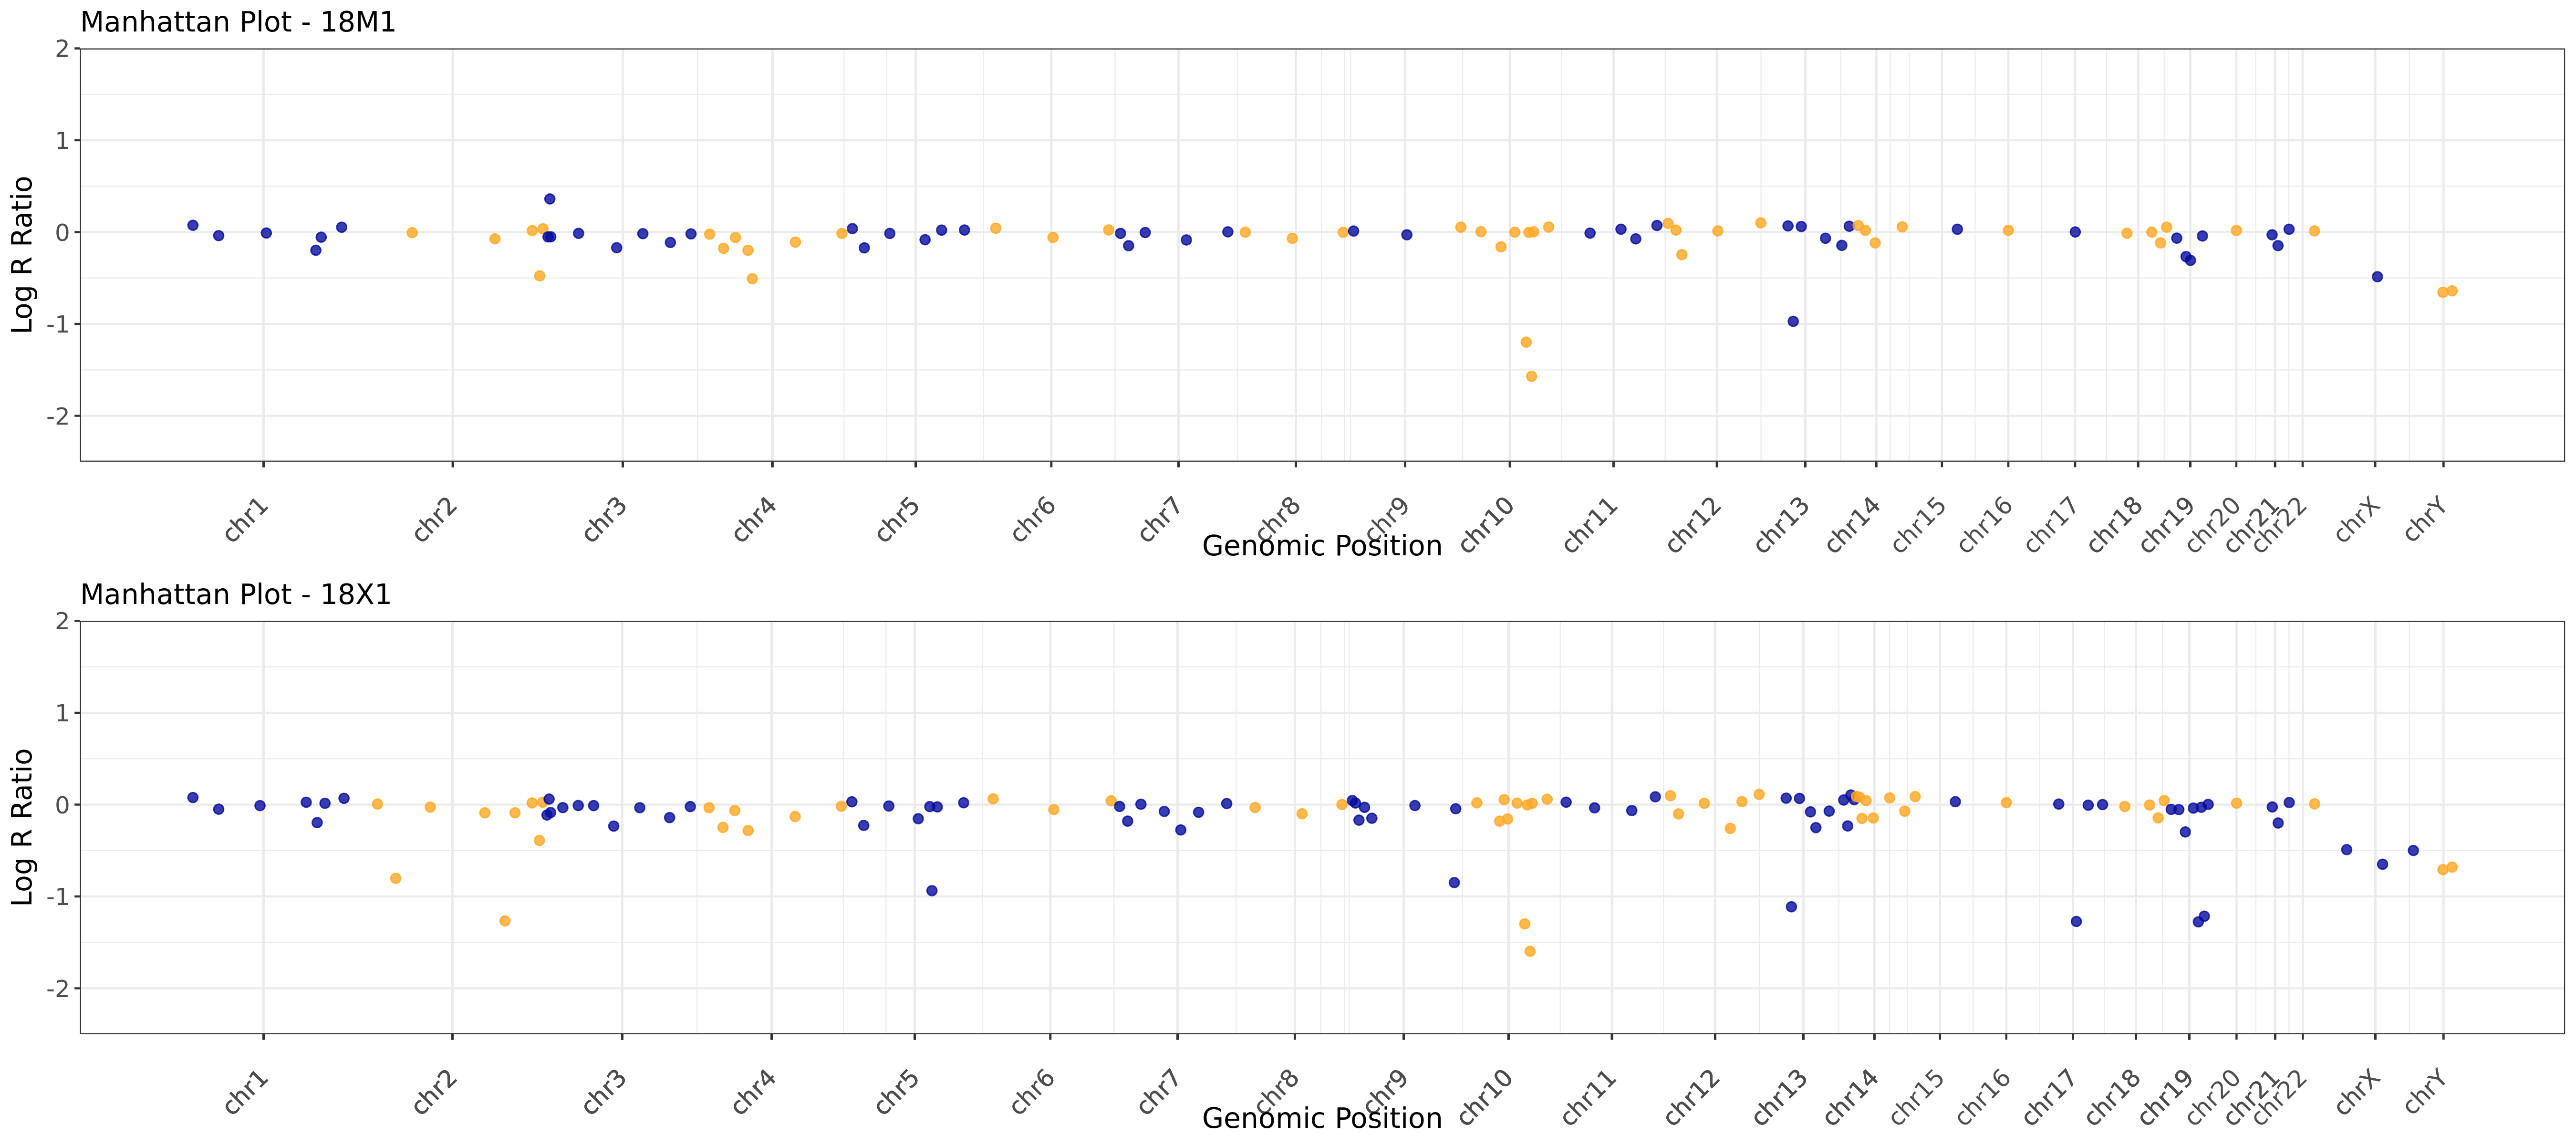 Manhattan Plot - 18M1
2
1
0
-1
-2
Log R Ratio
chr1 chr2 chr3 chr4 chr5 chr6 chr7 chr8 chr9 chr10 chr11 chr12 chr13 chr14 chr15 chr16 chr17 chr18 chr19 chr20 chr21 chr22 chrX chrY
Genomic Position
Manhattan Plot - 18X1
2
1
0
-1
-2
Log R Ratio
chr1 chr2 chr3 chr4 chr5 chr6 chr7 chr8 chr9 chr10 chr11 chr12 chr13 chr14 chr15 chr16 chr17 chr18 chr19 chr20 chr21 chr22 chrX chrY
Genomic Position